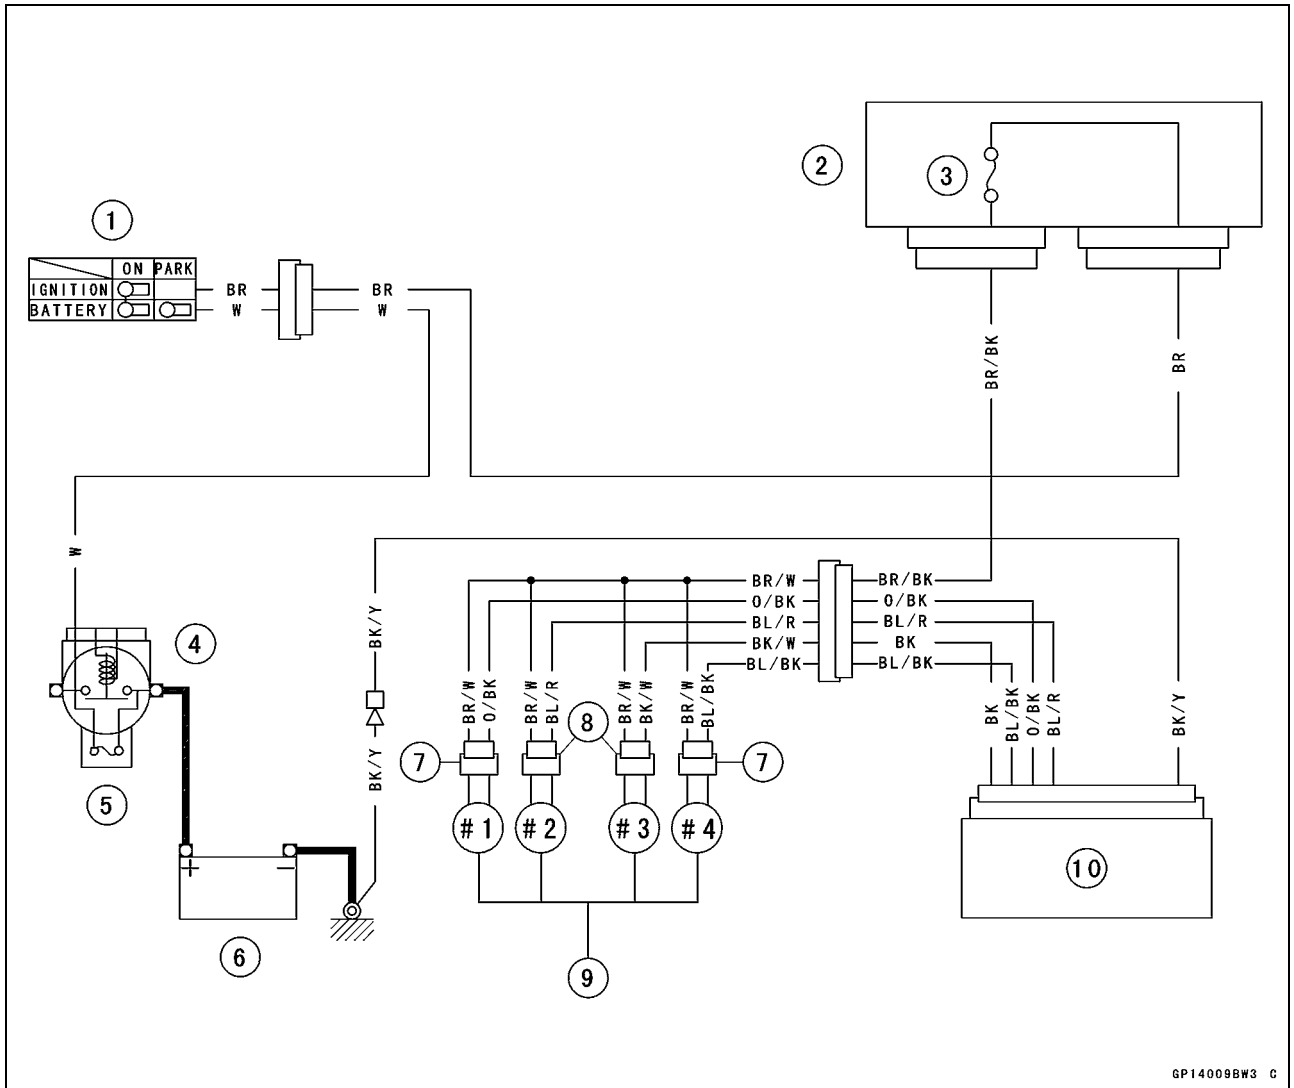 1
2
3
ON PARK
IGNITION
BATTERY
BR
W
BR
W
BR/BK
BR
W
4
5
6
BK/Y
BK/Y
BR/W
O/BK
BL/R
BK/W
BL/BK
BR/BK
O/BK
BL/R
BK
BL/BK
BR/W
O/BK
BR/W
BL/R
BR/W
BK/W
BR/W
BL/BK
BK
BL/BK
O/BK
BL/R
BK/Y
7
8
7
#1
#2
#3
#4
+
−
9
10
GP14009BW3 C